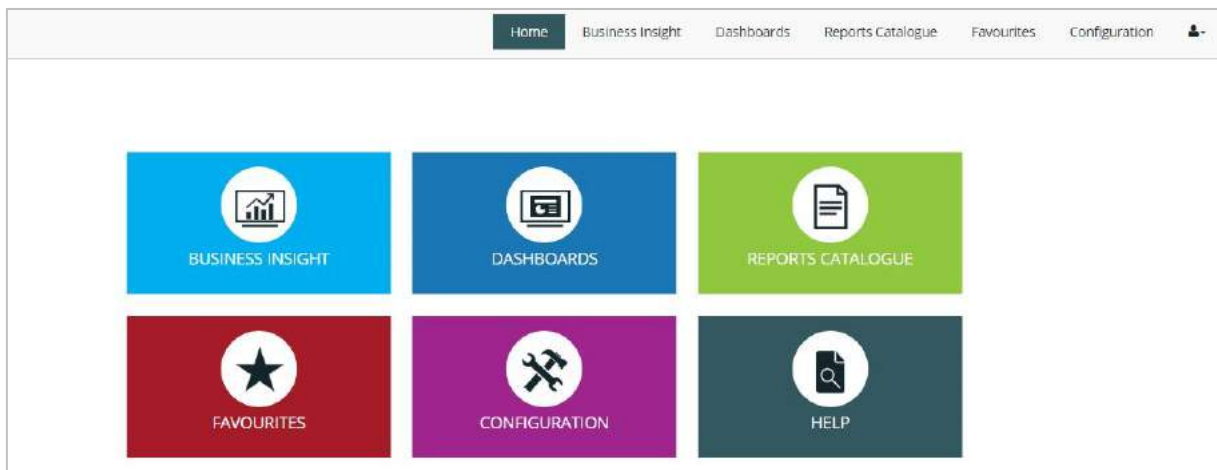 Home Business Insight Dashboards Reports Catalogue Favourites Configuration
BUSINESS INSIGHT DASHBOARDS REPORTS CATALOGUE
FAVOURITES CONFIGURATION HELP